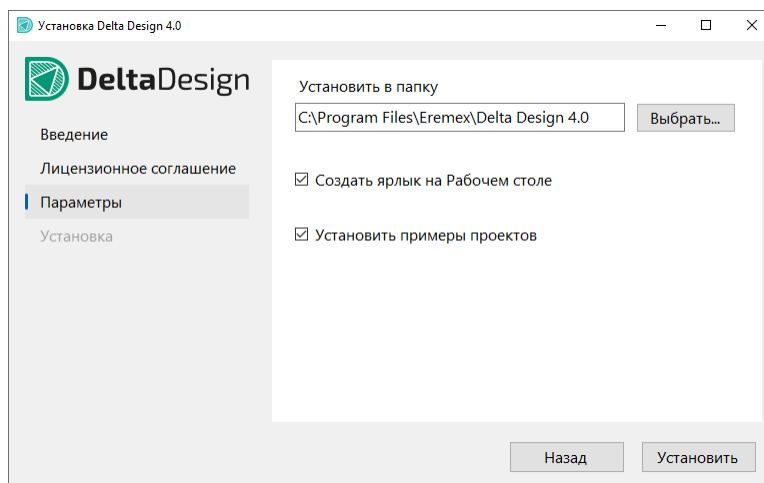 Установка Delta Design 4.0
DeltaDesign
Введение
Лицензионное соглашение
Параметры
Установка
Установить в папку
C:\Program Files\Eremex\Delta Design 4.0
Выбрать...
Создать ярлык на Рабочем столе
Установить примеры проектов
Назад
Установить